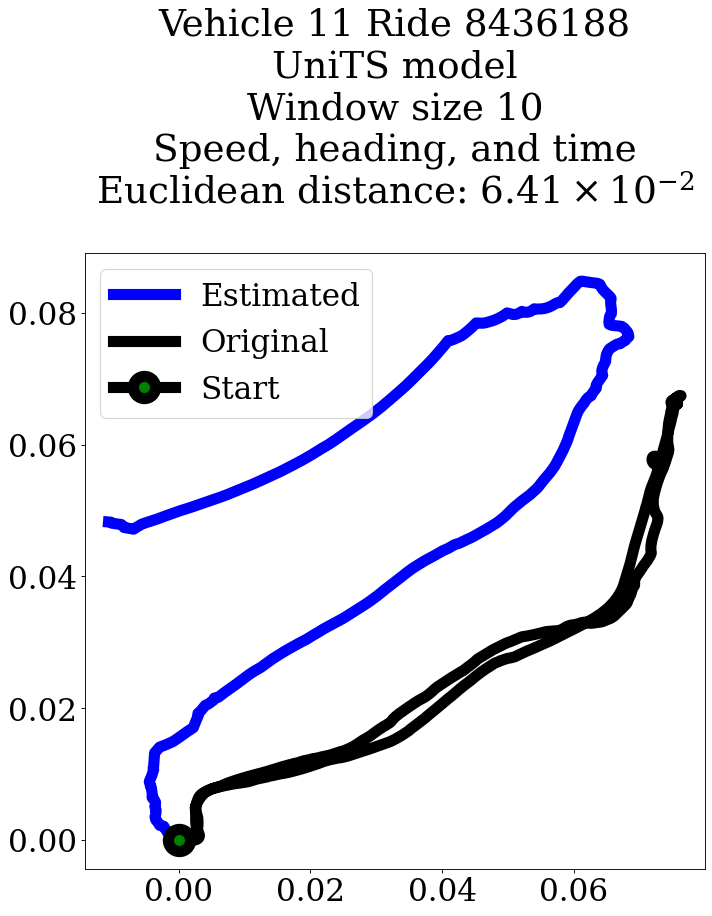 Vehicle 11 Ride 8436188
UniTS model
Window size 10
Speed, heading, and time
Euclidean distance: 6.41 × 10⁻²
Estimated
Original
Start
0.08
0.06
0.04
0.02
0.00
0.00 0.02 0.04 0.06